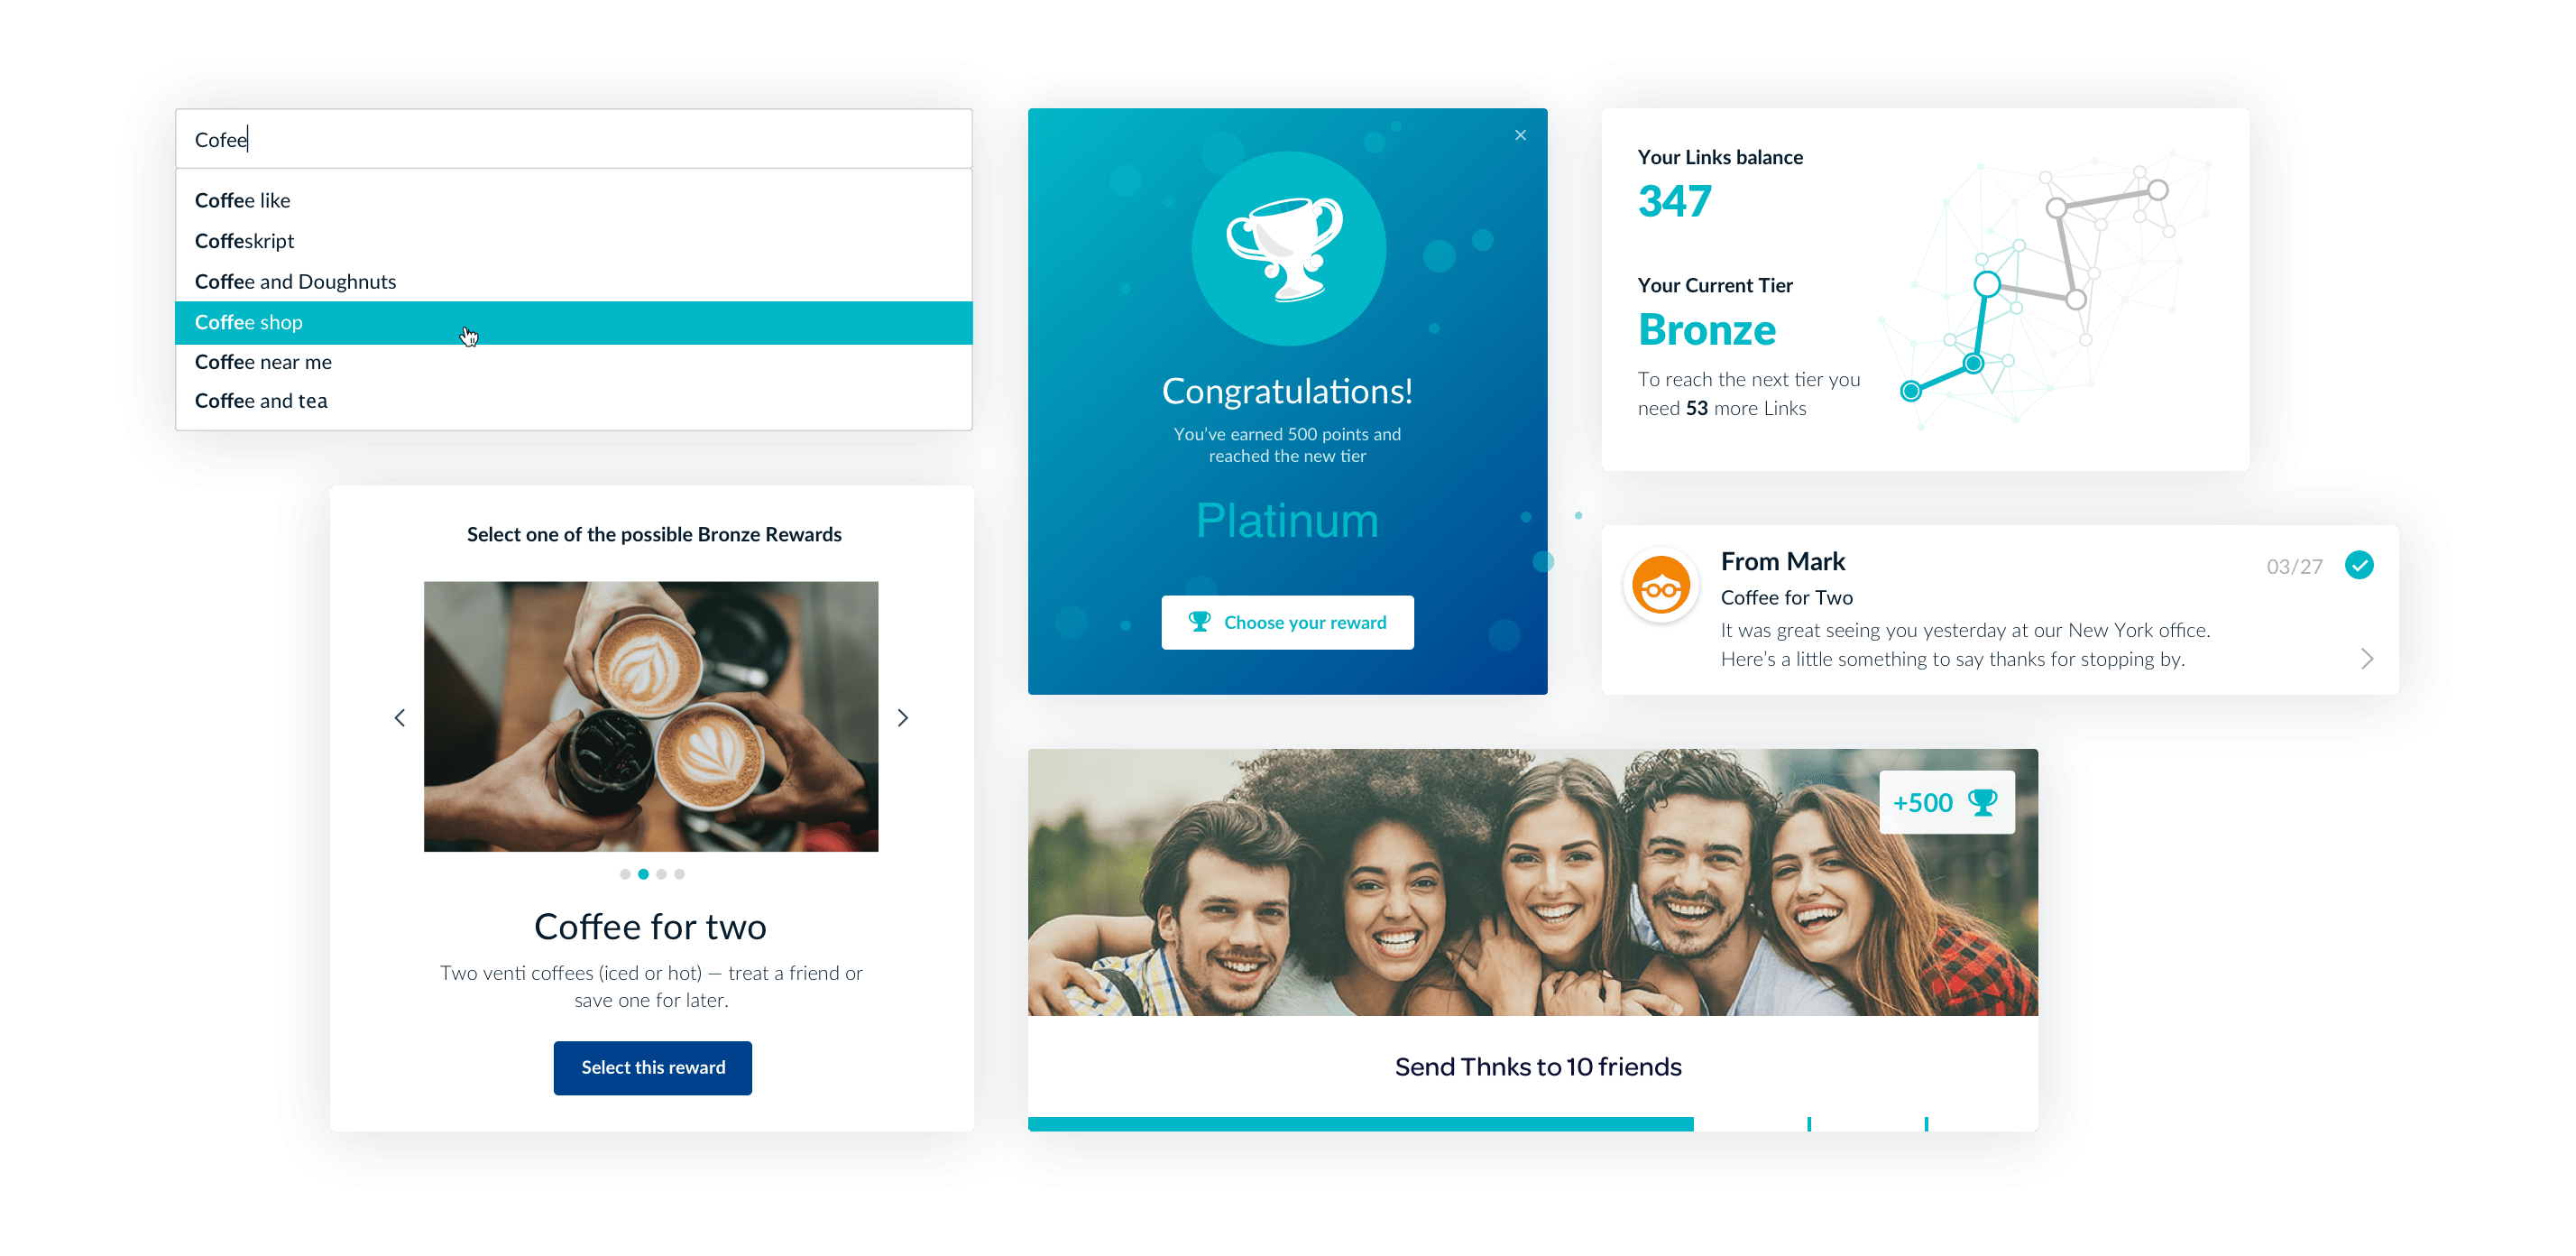 Cofee
Coffee like
Coffeskript
Coffee and Doughnuts
Coffee shop
Coffee near me
Coffee and tea
Select one of the possible Bronze Rewards
Coffee for two
Two venti coffees (iced or hot) — treat a friend or
save one for later.
Select this reward
Congratulations!
You've earned 500 points and
reached the new tier
Platinum
Choose your reward
Your Links balance
347
Your Current Tier
Bronze
To reach the next tier you
need 53 more Links
From Mark
03/27
Coffee for Two
It was great seeing you yesterday at our New York office.
Here's a little something to say thanks for stopping by.
+500
Send Thnks to 10 friends